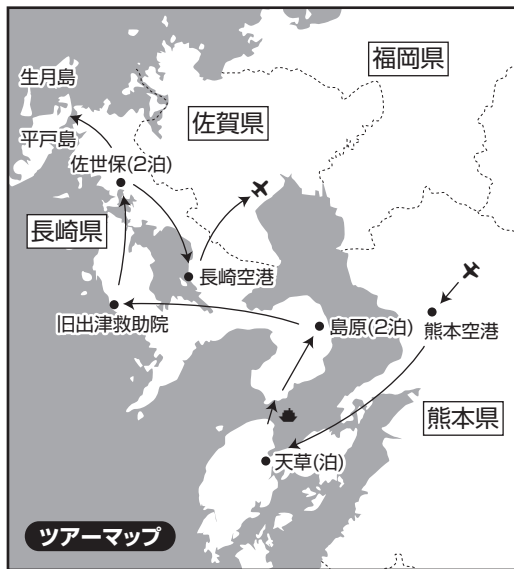 福岡県
生月島
佐賀県
平戸島
佐世保(2泊)
長崎県
長崎空港
旧出津救助院
島原(2泊)
熊本空港
熊本県
天草(泊)
ツアーマップ